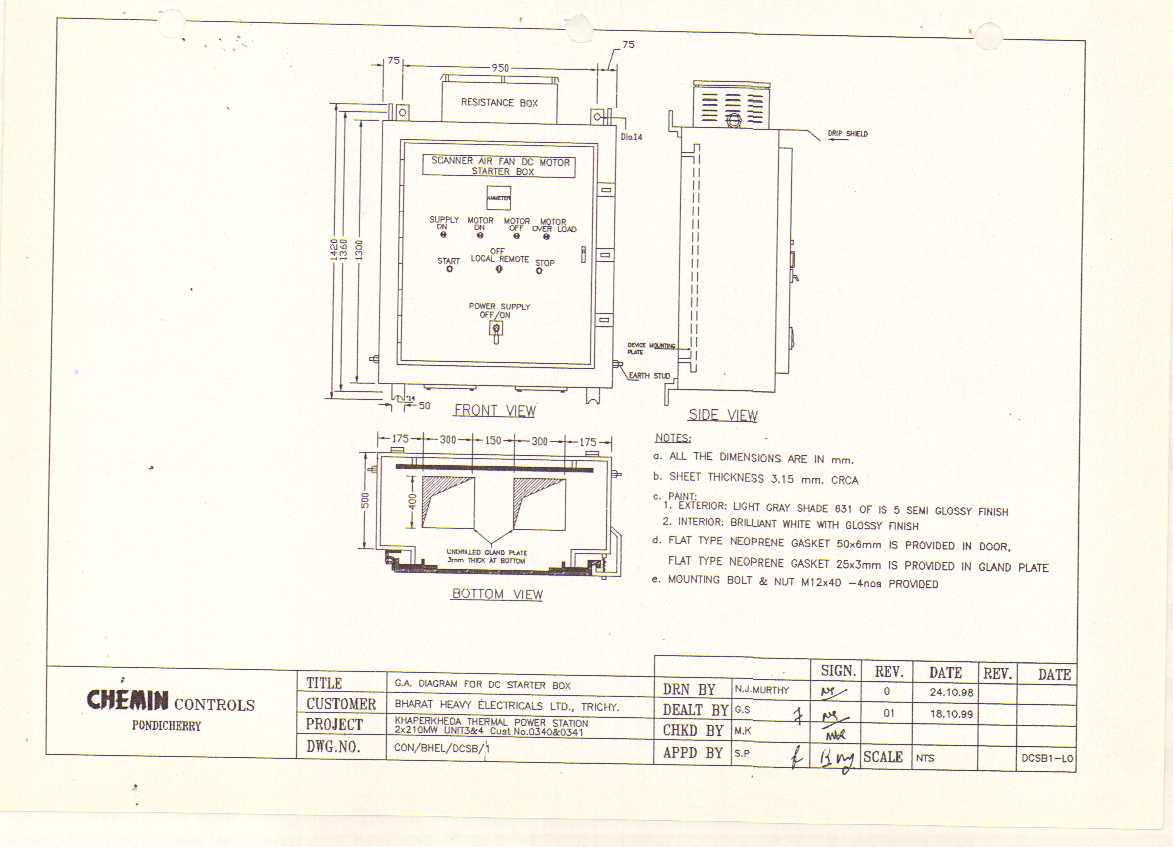 75
950
75
RESISTANCE BOX
Dia14
DRIP SHIELD
SCANNER AIR FAN DC MOTOR
STARTER BOX
AMMETER
SUPPLY ON
MOTOR ON
MOTOR OFF
MOTOR OVER LOAD
OFF
LOCAL REMOTE
START
STOP
POWER SUPPLY
OFF/ON
1420
1360
1300
DEVICE MOUNTING
PLATE
EARTH STUD
14
50
FRONT VIEW
SIDE VIEW
175
300
150
300
175
500
400
UNDRILLED GLAND PLATE
3mm THICK AT BOTTOM
BOTTOM VIEW
NOTES:
a. ALL THE DIMENSIONS ARE IN mm.
b. SHEET THICKNESS 3.15 mm. CRCA
c. PAINT:
1. EXTERIOR: LIGHT GRAY SHADE 631 OF IS 5 SEMI GLOSSY FINISH
2. INTERIOR: BRILLIANT WHITE WITH GLOSSY FINISH
d. FLAT TYPE NEOPRENE GASKET 50x6mm IS PROVIDED IN DOOR,
FLAT TYPE NEOPRENE GASKET 25x3mm IS PROVIDED IN GLAND PLATE
e. MOUNTING BOLT & NUT M12x40 -4nos PROVIDED
CHEMIN CONTROLS
PONDICHERRY
TITLE G.A. DIAGRAM FOR DC STARTER BOX
CUSTOMER BHARAT HEAVY ELECTRICALS LTD., TRICHY.
PROJECT KHAPERKHEDA THERMAL POWER STATION
2x210MW UNIT3&4 Cust No.0340&0341
DWG.NO. CON/BHEL/DCSB/1
SIGN. REV. DATE REV. DATE
DRN BY N.J.MURTHY 0 24.10.98
DEALT BY G.S 01 18.10.99
CHKD BY M.K
APPD BY S.P SCALE NTS DCSB1-L0